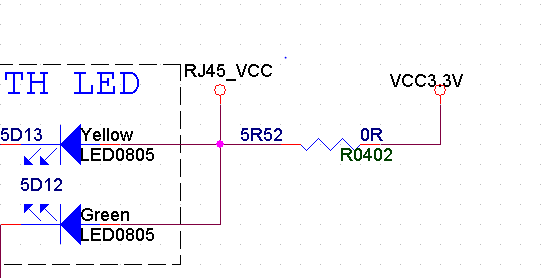 RJ45_VCC
VCC3.3V
TH LED
5D13
Yellow
LED0805
5R52
0R
R0402
5D12
Green
LED0805